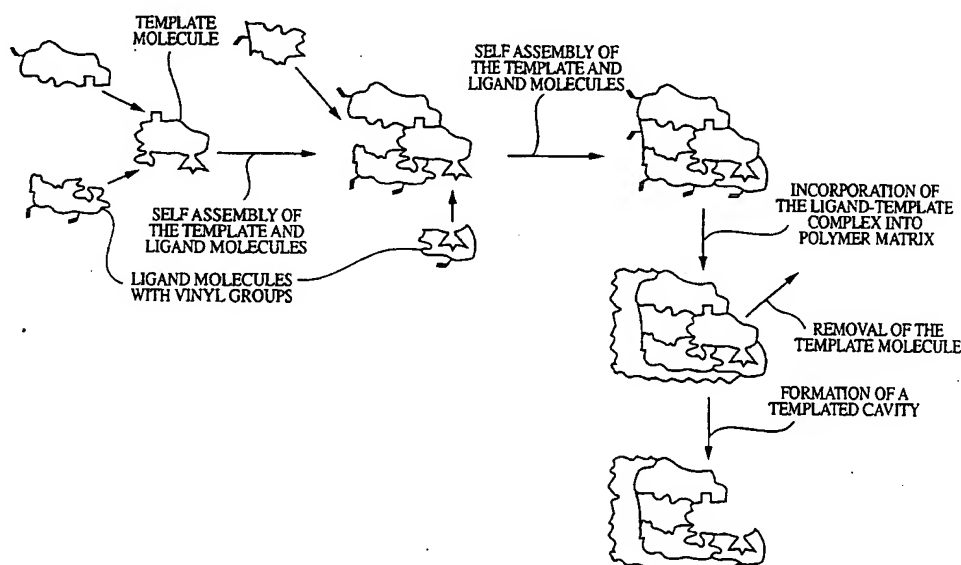 TEMPLATE
MOLECULE
SELF ASSEMBLY OF
THE TEMPLATE AND
LIGAND MOLECULES
SELF ASSEMBLY OF
THE TEMPLATE AND
LIGAND MOLECULES
LIGAND MOLECULES
WITH VINYL GROUPS
INCORPORATION OF
THE LIGAND-TEMPLATE
COMPLEX INTO
POLYMER MATRIX
REMOVAL OF THE
TEMPLATE MOLECULE
FORMATION OF A
TEMPLATED CAVITY